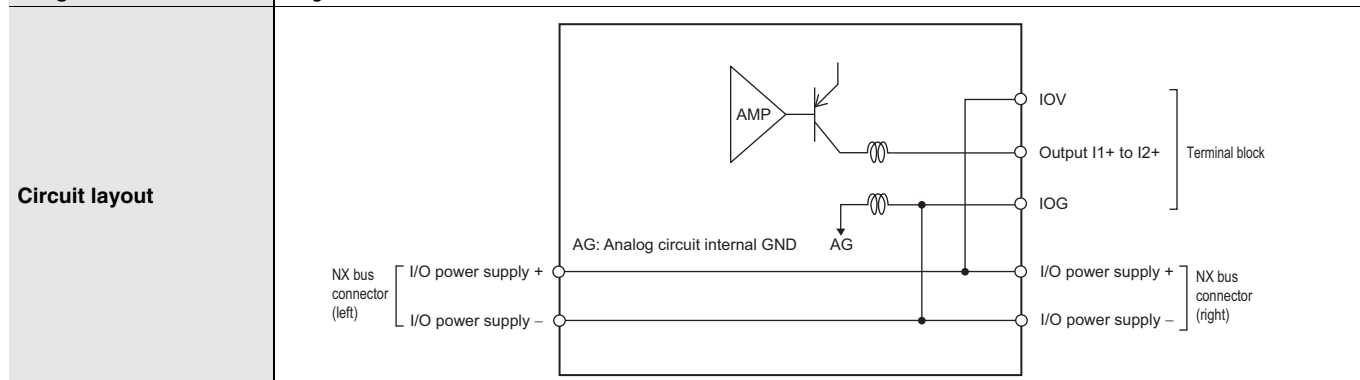 Circuit layout
AMP
IOV
Output I1+ to I2+
Terminal block
IOG
AG: Analog circuit internal GND
AG
NX bus
connector
(left)
I/O power supply +
I/O power supply –
I/O power supply +
I/O power supply –
NX bus
connector
(right)